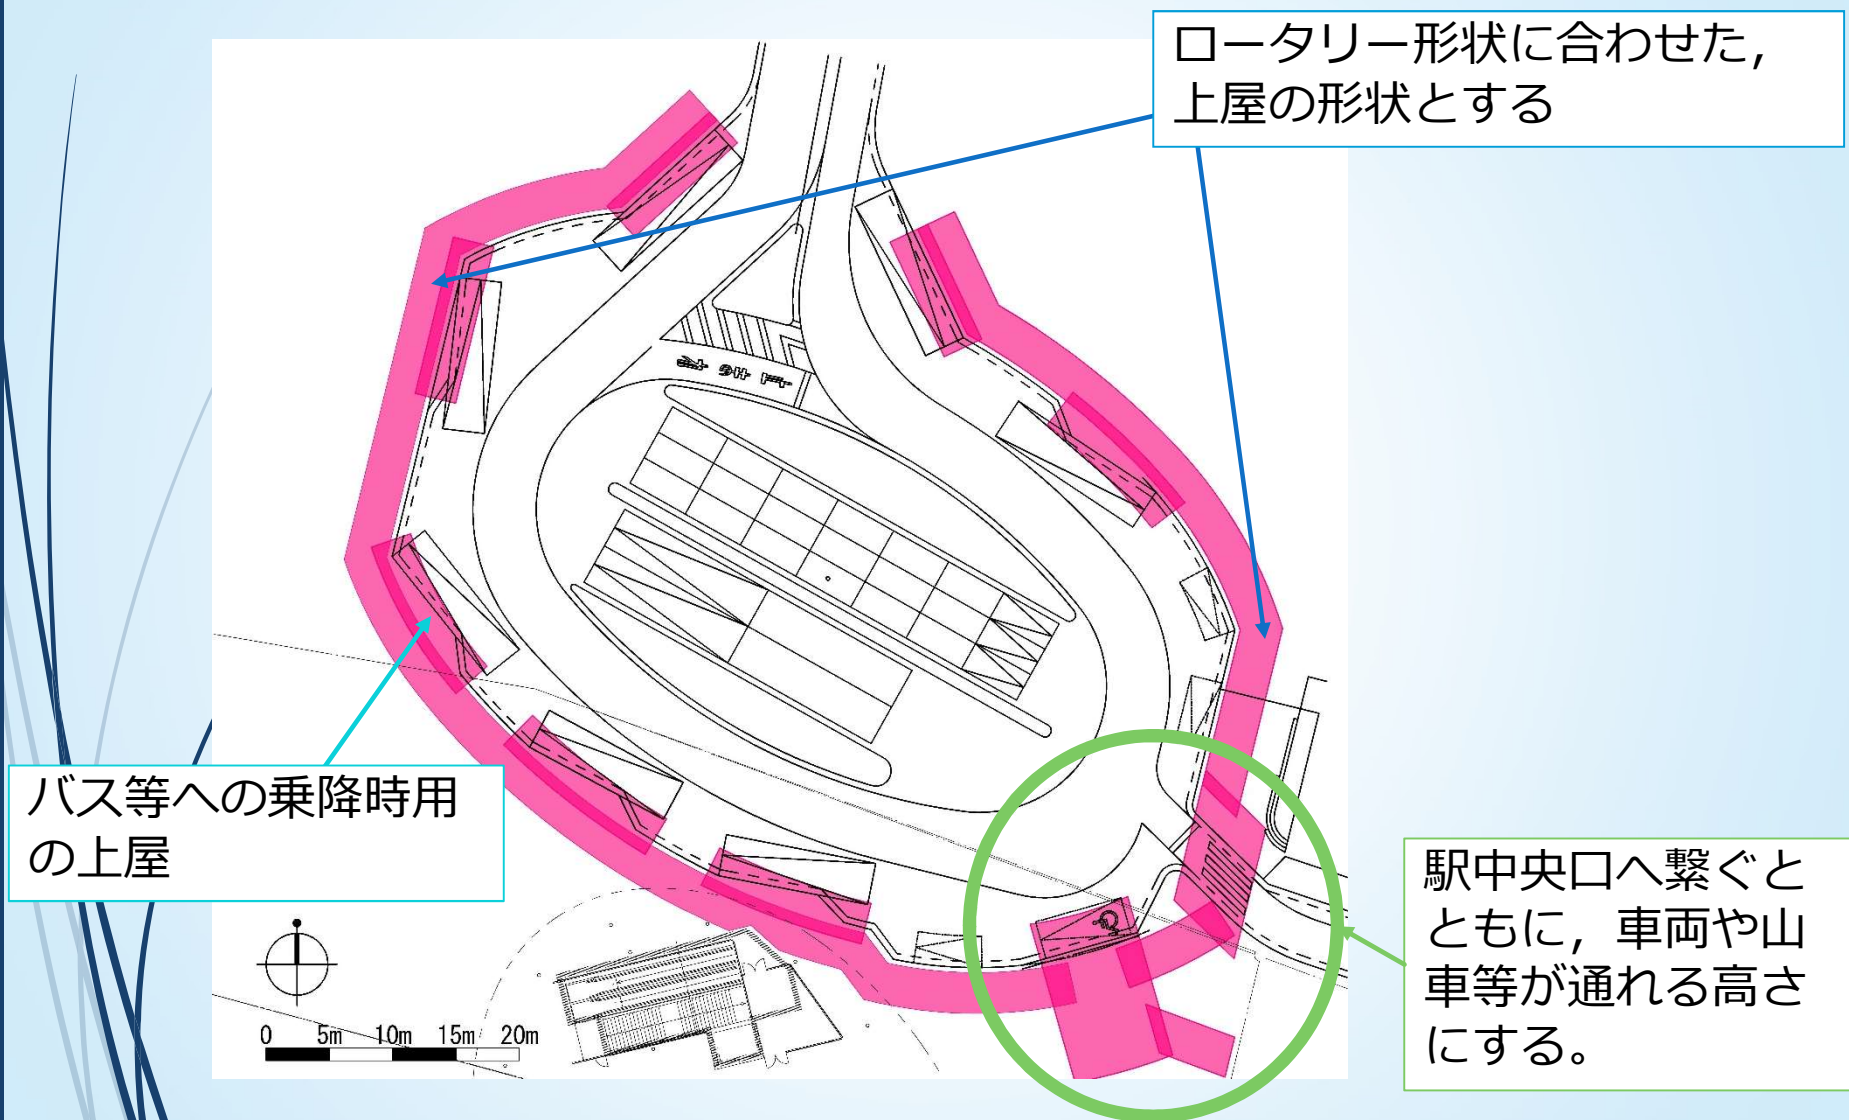 ロータリー形状に合わせた,
上屋の形状とする
バス等への乗降時用
の上屋
駅中央口へ繋ぐと
ともに, 車両や山
車等が通れる高さ
にする。
0 5m 10m 15m 20m